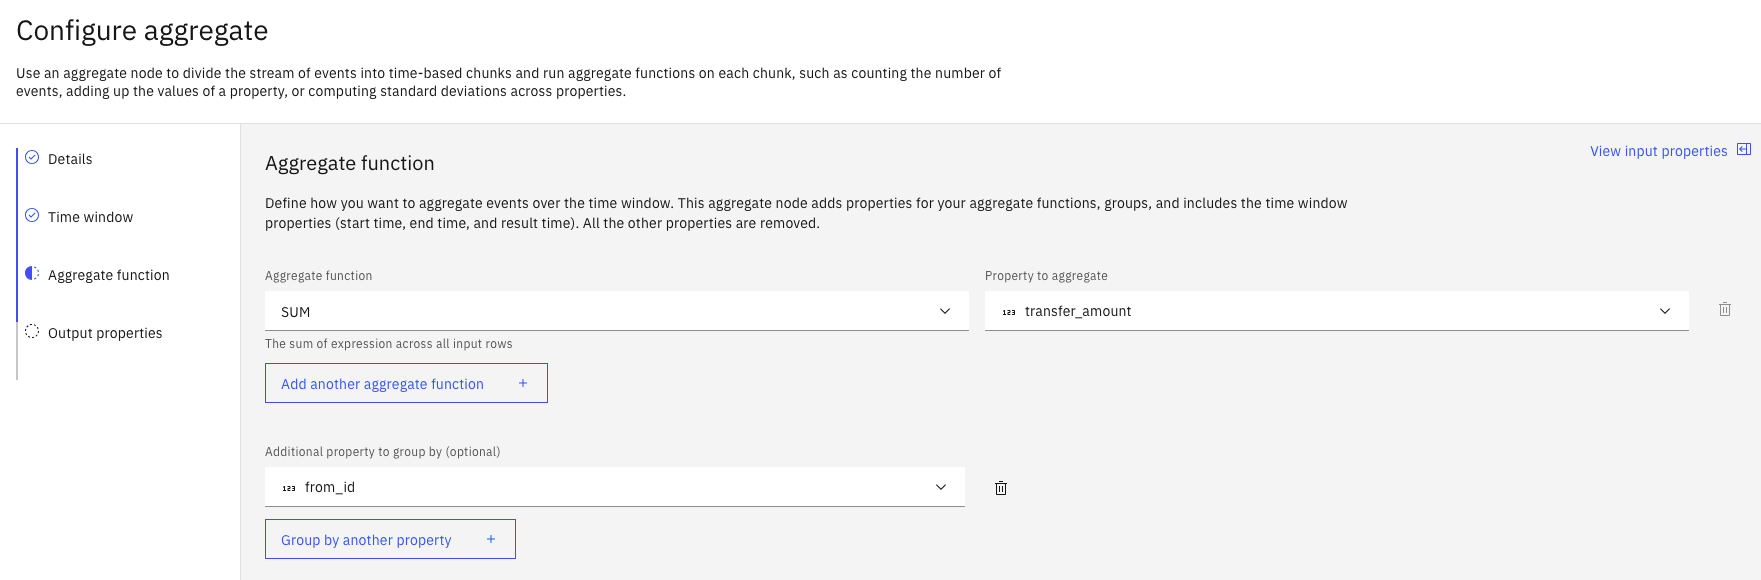 Configure aggregate
Use an aggregate node to divide the stream of events into time-based chunks and run aggregate functions on each chunk, such as counting the number of
events, adding up the values of a property, or computing standard deviations across properties.
Details
Time window
Aggregate function
Output properties
View input properties
Aggregate function
Define how you want to aggregate events over the time window. This aggregate node adds properties for your aggregate functions, groups, and includes the time window
properties (start time, end time, and result time). All the other properties are removed.
Aggregate function
Property to aggregate
SUM
123 transfer_amount
The sum of expression across all input rows
Add another aggregate function +
Additional property to group by (optional)
123 from_id
Group by another property +